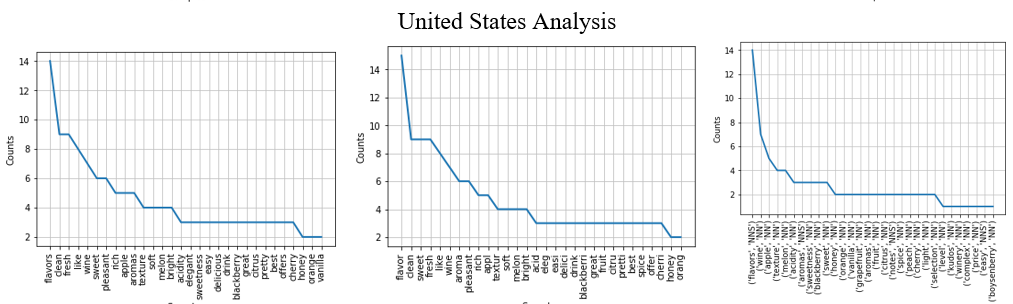 United States Analysis
Counts
14
12
10
8
6
4
2
flavors
clean
fresh
like
wine
sweet
pleasant
rich
apple
aromas
texture
soft
melon
bright
acidity
elegant
sweetness
easy
delicious
drink
blackberry
great
citrus
pretty
best
offers
cherry
honey
orange
vanilla
Counts
14
12
10
8
6
4
2
flavor
clean
sweet
fresh
like
wine
aroma
pleasant
rich
appl
textur
soft
melon
bright
acid
eleg
easi
delici
drink
blackberri
great
fruit
citru
pretti
best
spice
offer
cherri
honey
orang
Counts
14
12
10
8
6
4
2
('flavors', 'NNS')
('wine', 'NN')
('apple', 'NN')
('texture', 'NN')
('melon', 'NN')
('acidity', 'NN')
('aromas', 'NNS')
('sweetness', 'NN')
('blackberry', 'NN')
('sweet', 'NN')
('honey', 'NN')
('orange', 'NN')
('vanilla', 'NN')
('grapefruit', 'NN')
('aromas', 'NN')
('fruit', 'NN')
('citrus', 'NN')
('notes', 'NNS')
('spice', 'NN')
('peach', 'NN')
('cherry', 'NN')
('light', 'NN')
('selection', 'NN')
('level', 'NN')
('kudos', 'NN')
('winery', 'NN')
('complex', 'NN')
('price', 'NN')
('easy', 'NNS')
('boysenberry', 'NN')